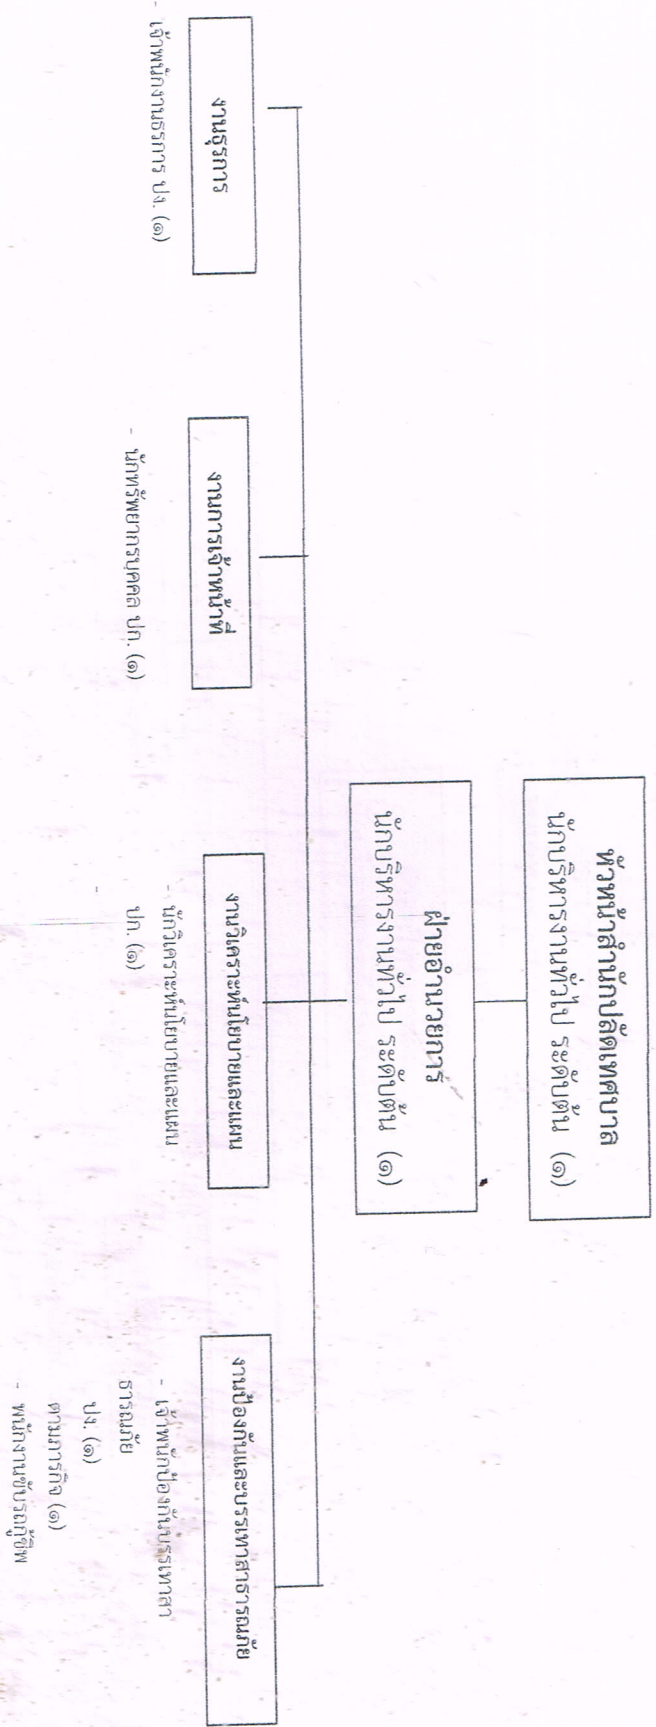 หัวหน้าสำนักปลัดเทศบาล
นักบริหารงานทั่วไป ระดับต้น (๑)
ฝ่ายอำนวยการ
นักบริหารงานทั่วไป ระดับต้น (๑)
งานธุรการ
- เจ้าพนักงานธุรการ ปง. (๑)
งานการเจ้าหน้าที่
- นักทรัพยากรบุคคล ปก. (๑)
งานวิเคราะห์นโยบายและแผน
- นักวิเคราะห์นโยบายและแผน
ปก. (๑)
-
งานป้องกันและบรรเทาสาธารณภัย
- เจ้าพนักป้องกันบรรเทาสา
ธารณภัย
ปง. (๑)
ตามภารกิจ (๑)
- พนักงานขับรถกู้ชีพ